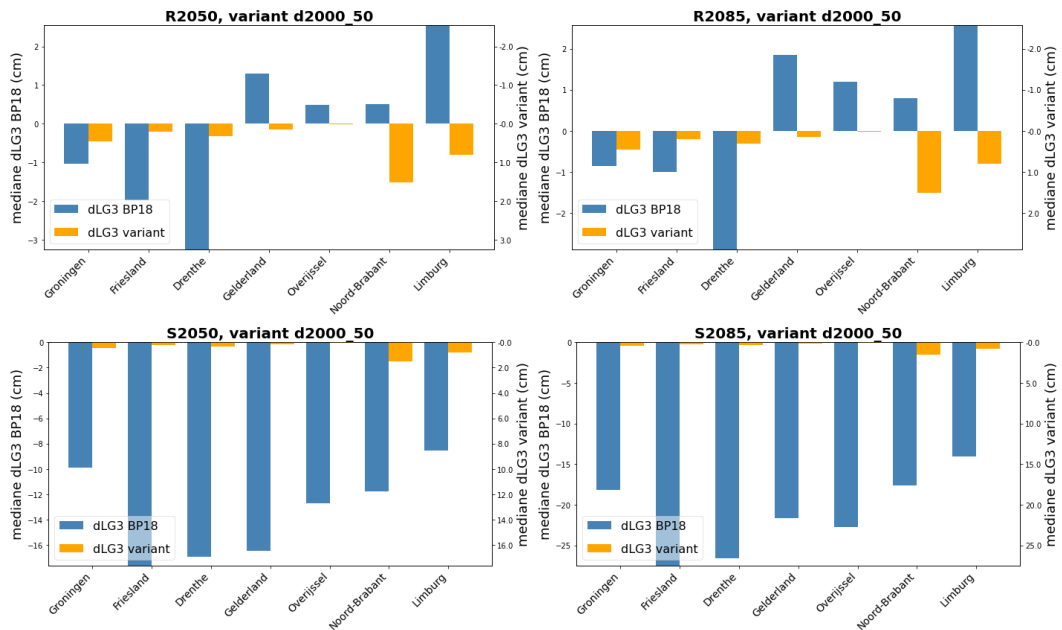 R2050, variant d2000_50
mediane dLG3 BP18 (cm)
2
1
0
−1
−2
−3
-2.0
-1.0
-0.0
1.0
2.0
3.0
mediane dLG3 variant (cm)
dLG3 BP18
dLG3 variant
Groningen
Friesland
Drenthe
Gelderland
Overijssel
Noord-Brabant
Limburg
R2085, variant d2000_50
mediane dLG3 BP18 (cm)
2
1
0
−1
−2
-2.0
-1.0
-0.0
1.0
2.0
mediane dLG3 variant (cm)
dLG3 BP18
dLG3 variant
Groningen
Friesland
Drenthe
Gelderland
Overijssel
Noord-Brabant
Limburg
S2050, variant d2000_50
mediane dLG3 BP18 (cm)
0
−2
−4
−6
−8
−10
−12
−14
−16
-0.0
2.0
4.0
6.0
8.0
10.0
12.0
14.0
16.0
mediane dLG3 variant (cm)
dLG3 BP18
dLG3 variant
Groningen
Friesland
Drenthe
Gelderland
Overijssel
Noord-Brabant
Limburg
S2085, variant d2000_50
mediane dLG3 BP18 (cm)
0
−5
−10
−15
−20
−25
-0.0
5.0
10.0
15.0
20.0
25.0
mediane dLG3 variant (cm)
dLG3 BP18
dLG3 variant
Groningen
Friesland
Drenthe
Gelderland
Overijssel
Noord-Brabant
Limburg